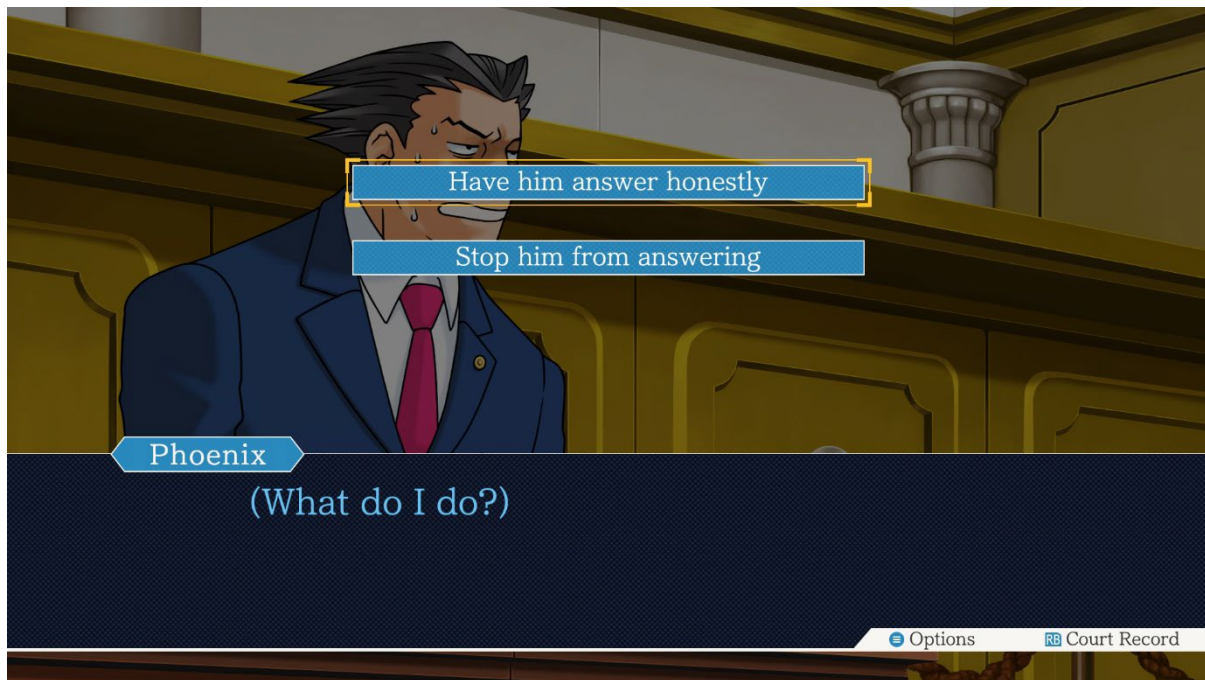 Have him answer honestly
Stop him from answering
Phoenix
(What do I do?)
Options
RB Court Record